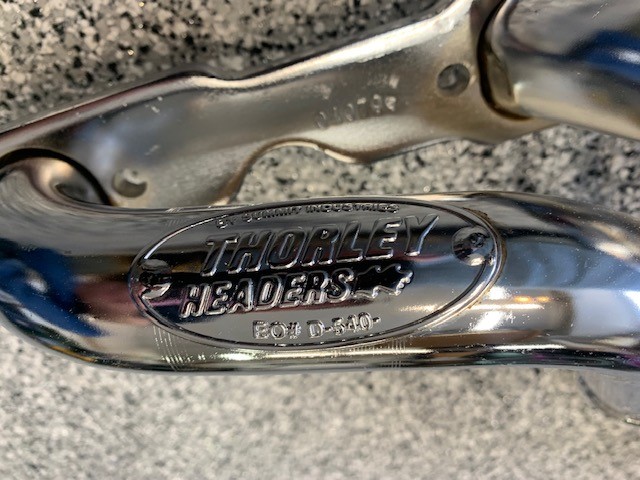 BY SUMMIT INDUSTRIES
THORLEY
HEADERS
EO# D-540-